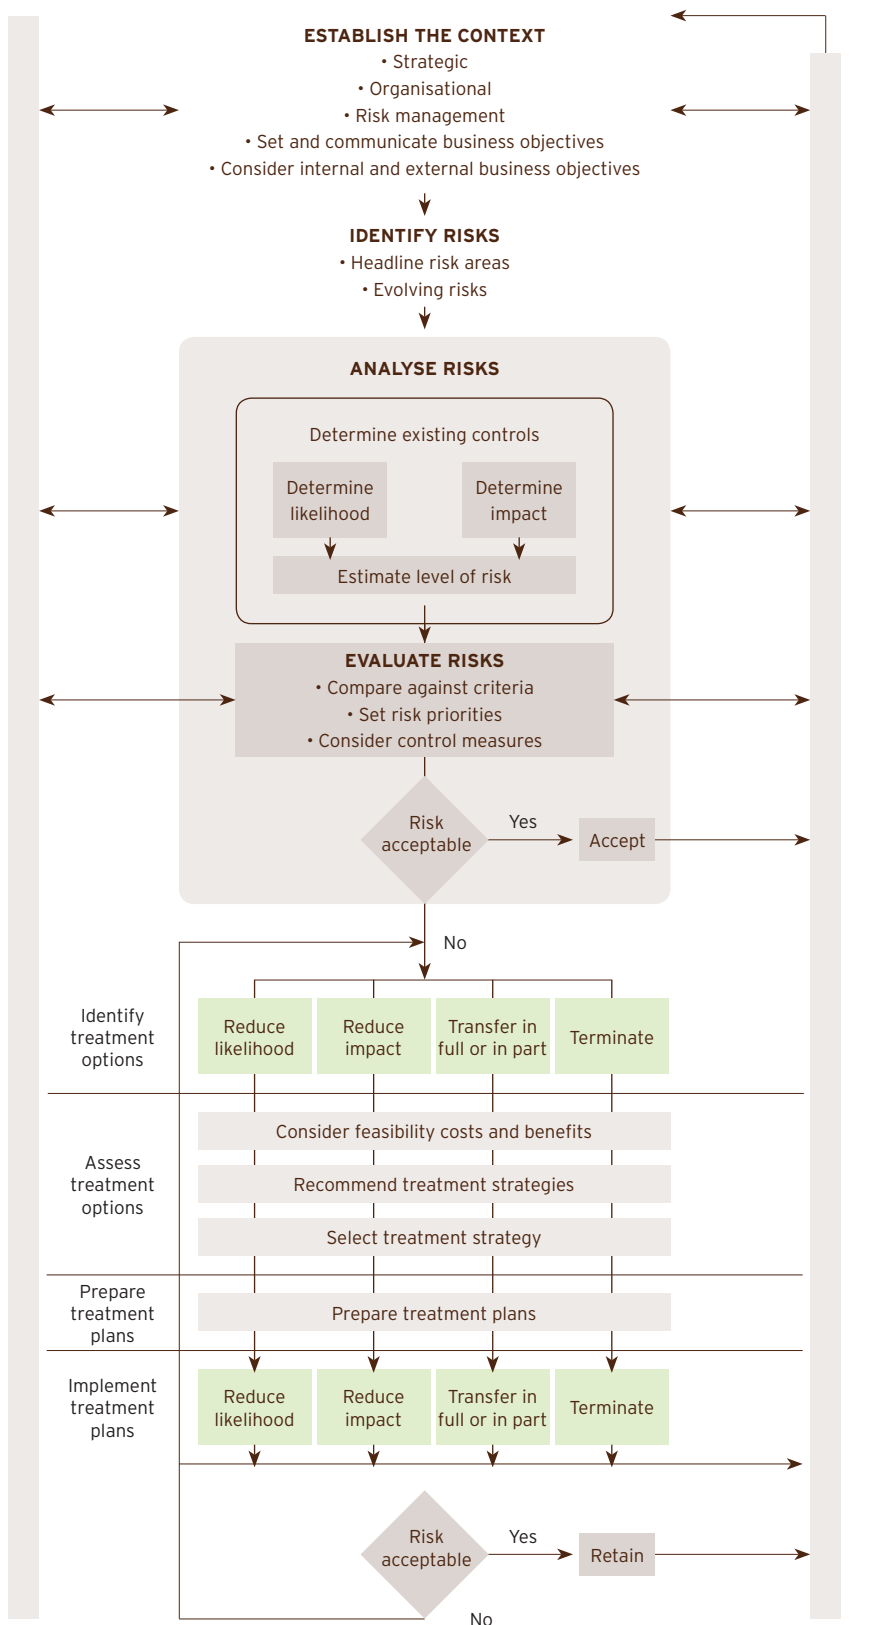 ESTABLISH THE CONTEXT
• Strategic
• Organisational
• Risk management
• Set and communicate business objectives
• Consider internal and external business objectives
IDENTIFY RISKS
• Headline risk areas
• Evolving risks
ANALYSE RISKS
Determine existing controls
Determine
likelihood
Determine
impact
Estimate level of risk
EVALUATE RISKS
• Compare against criteria
• Set risk priorities
• Consider control measures
Risk
acceptable
Yes
Accept
No
Identify
treatment
options
Reduce
likelihood
Reduce
impact
Transfer in
full or in part
Terminate
Assess
treatment
options
Consider feasibility costs and benefits
Recommend treatment strategies
Select treatment strategy
Prepare
treatment
plans
Prepare treatment plans
Implement
treatment
plans
Reduce
likelihood
Reduce
impact
Transfer in
full or in part
Terminate
Risk
acceptable
Yes
Retain
No